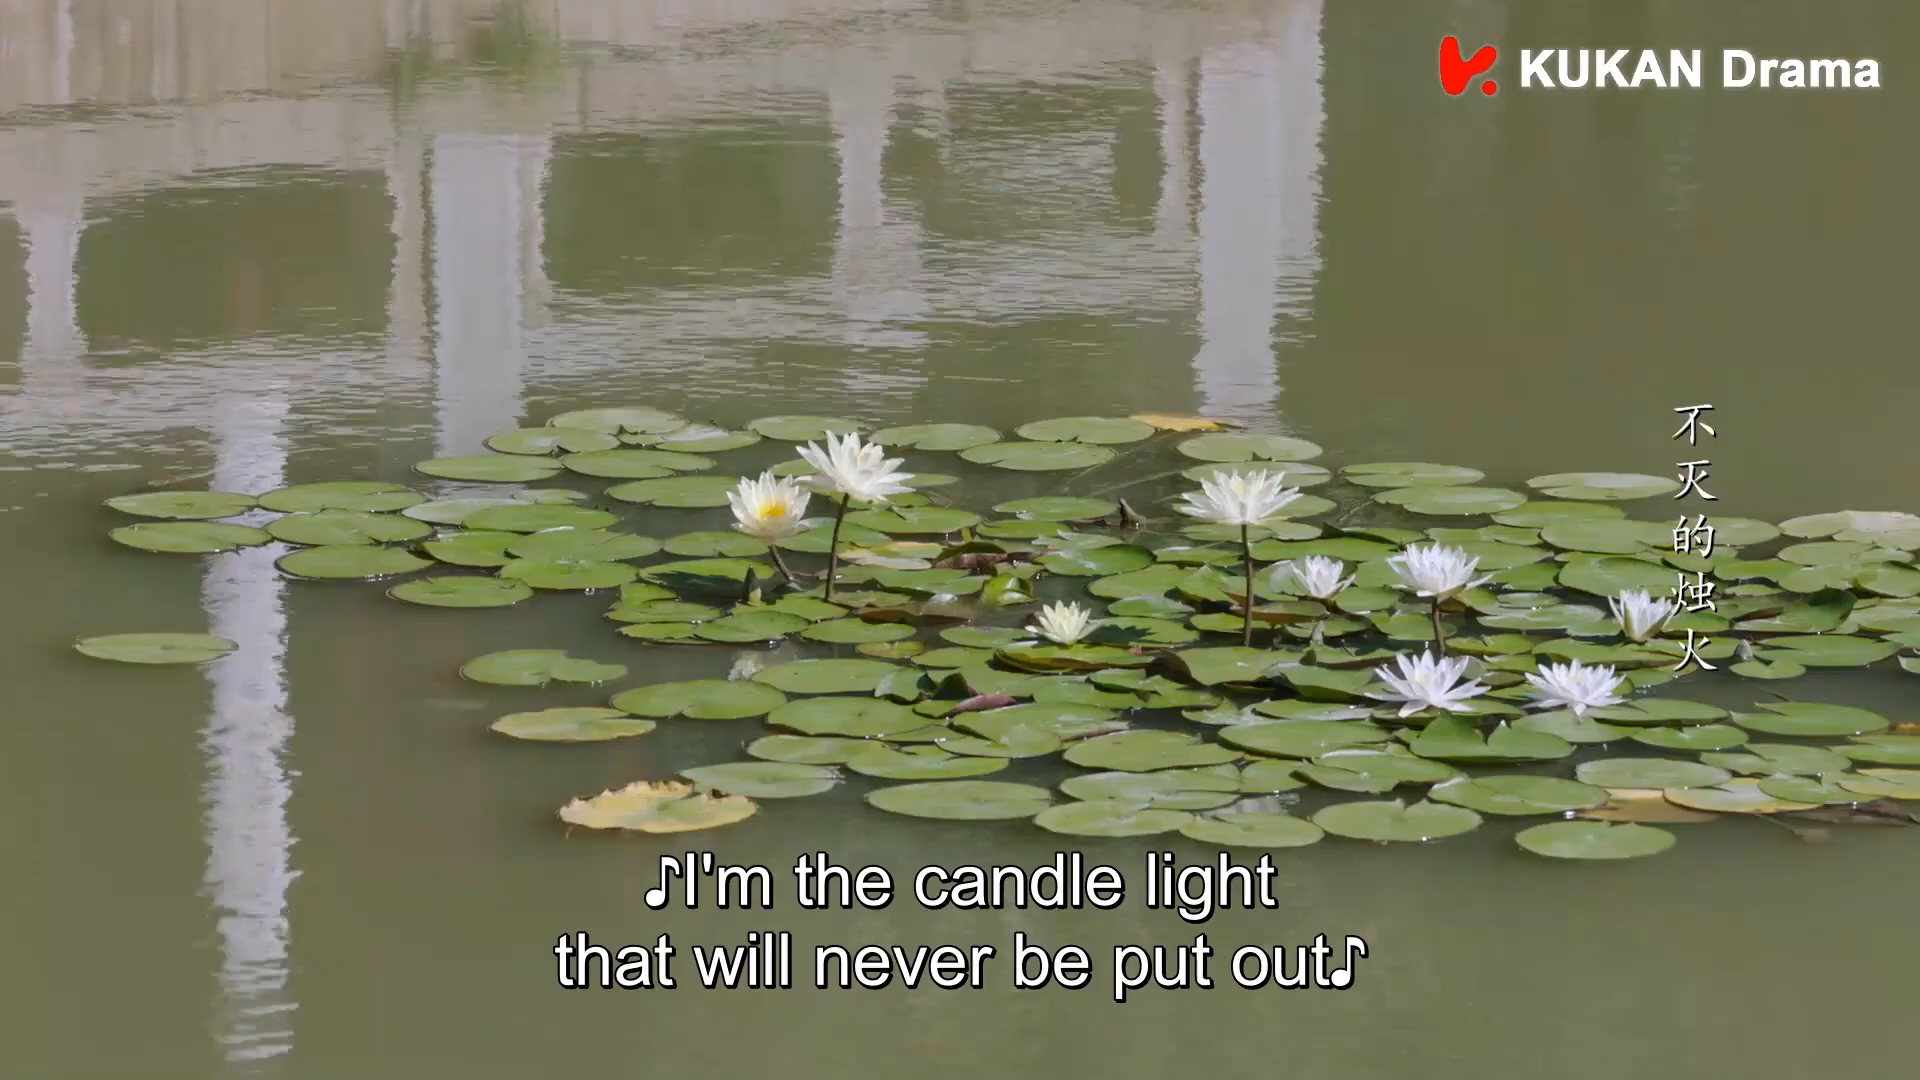 KUKAN Drama
不灭的烛火
♪I'm the candle light
that will never be put out♪